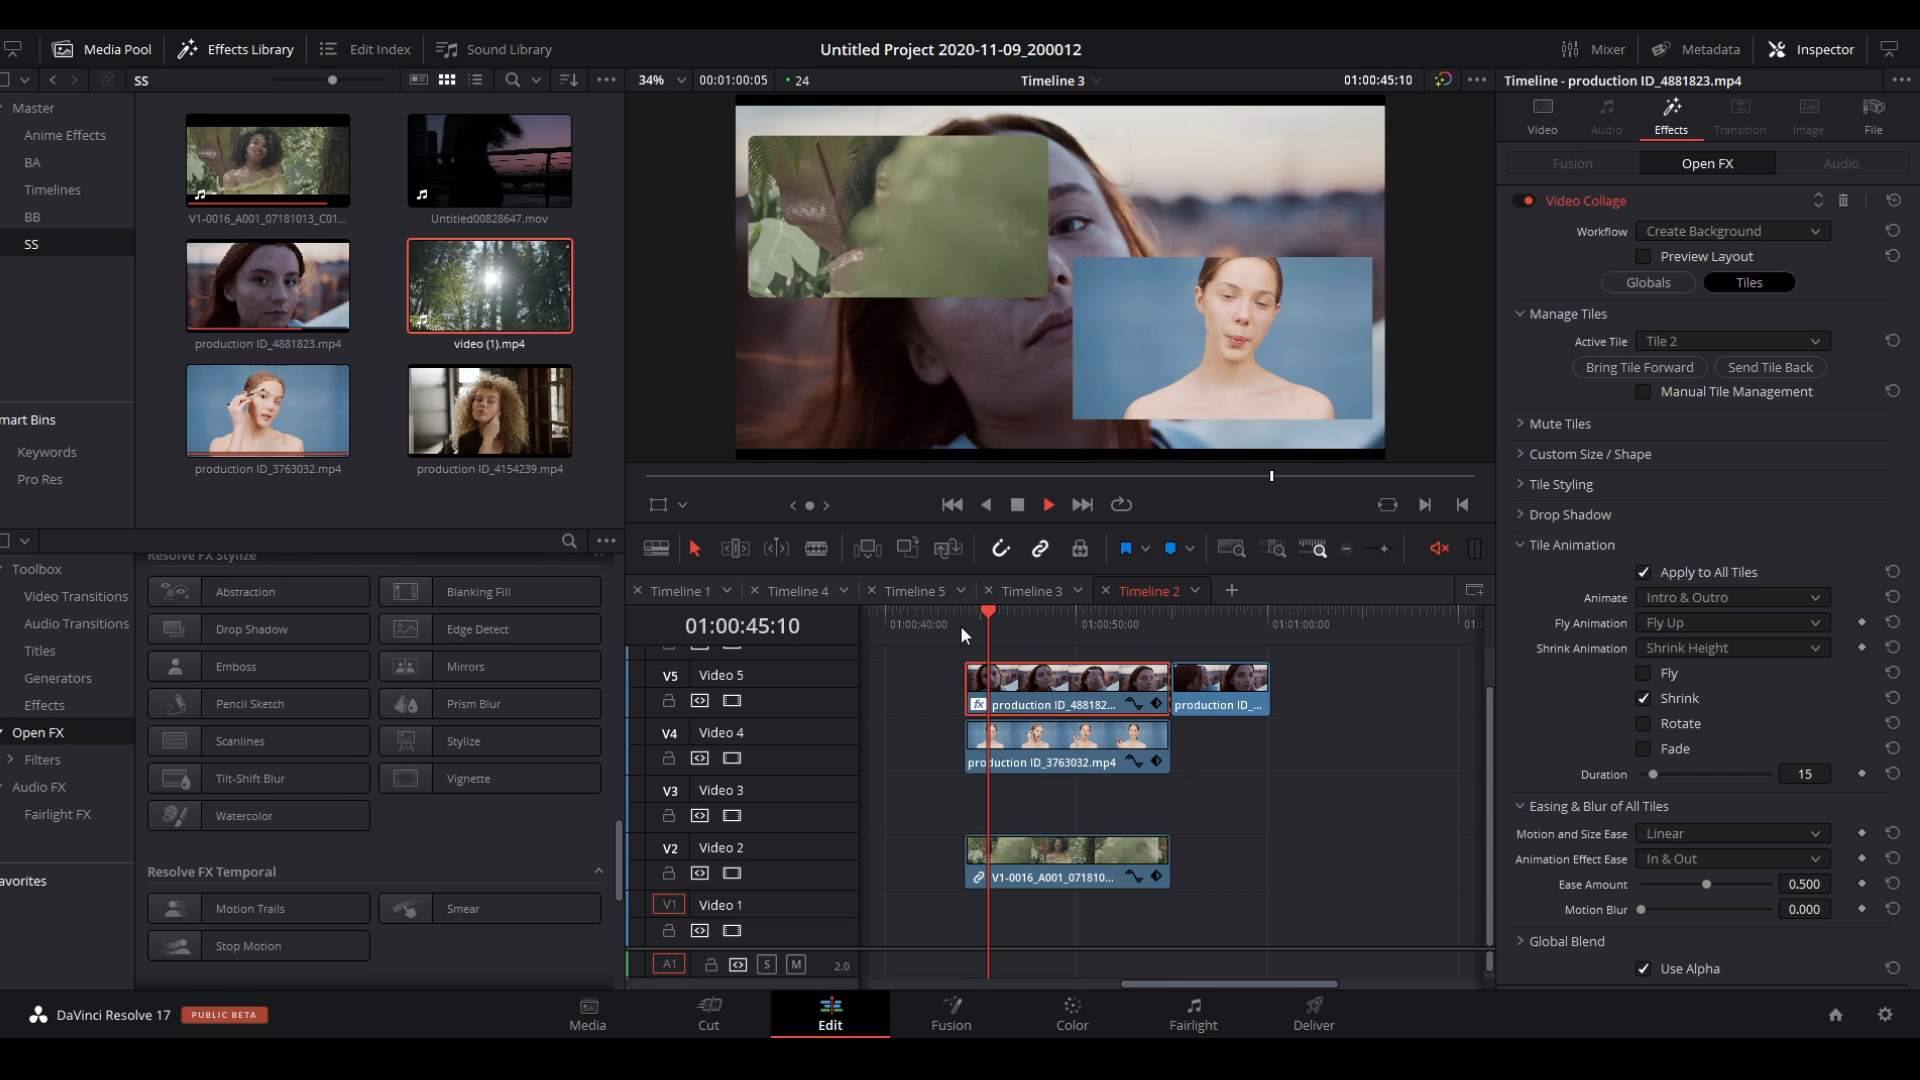 Media Pool
Effects Library
Edit Index
Sound Library
Untitled Project 2020-11-09_200012
Mixer
Metadata
Inspector
SS
34%
00:01:00:05
24
Timeline 3
01:00:45:10
Timeline - production ID_4881823.mp4
Master
Anime Effects
BA
Timelines
BB
SS
mart Bins
Keywords
Pro Res
V1-0016_A001_07181013_C01...
Untitled00828647.mov
production ID_4881823.mp4
video (1).mp4
production ID_3763032.mp4
production ID_4154239.mp4
Video
Audio
Effects
Transition
Image
File
Fusion
Open FX
Audio
Video Collage
Workflow
Create Background
Preview Layout
Globals
Tiles
Manage Tiles
Active Tile
Tile 2
Bring Tile Forward
Send Tile Back
Manual Tile Management
Mute Tiles
Custom Size / Shape
Tile Styling
Drop Shadow
Tile Animation
Apply to All Tiles
Animate
Intro & Outro
Fly Animation
Fly Up
Shrink Animation
Shrink Height
Fly
Shrink
Rotate
Fade
Duration
15
Easing & Blur of All Tiles
Motion and Size Ease
Linear
Animation Effect Ease
In & Out
Ease Amount
0.500
Motion Blur
0.000
Global Blend
Use Alpha
Toolbox
Video Transitions
Audio Transitions
Titles
Generators
Effects
Open FX
Filters
Audio FX
Fairlight FX
avorites
Resolve FX Stylize
Abstraction
Blanking Fill
Drop Shadow
Edge Detect
Emboss
Mirrors
Pencil Sketch
Prism Blur
Scanlines
Stylize
Tilt-Shift Blur
Vignette
Watercolor
Resolve FX Temporal
Motion Trails
Smear
Stop Motion
Timeline 1
Timeline 4
Timeline 5
Timeline 3
Timeline 2
01:00:45:10
01:00:40:00
01:00:50:00
01:01:00:00
01:
V5
Video 5
fx
production ID_488182...
production ID_...
V4
Video 4
production ID_3763032.mp4
V3
Video 3
V2
Video 2
V1-0016_A001_071810...
V1
Video 1
A1
S
M
2.0
DaVinci Resolve 17
PUBLIC BETA
Media
Cut
Edit
Fusion
Color
Fairlight
Deliver